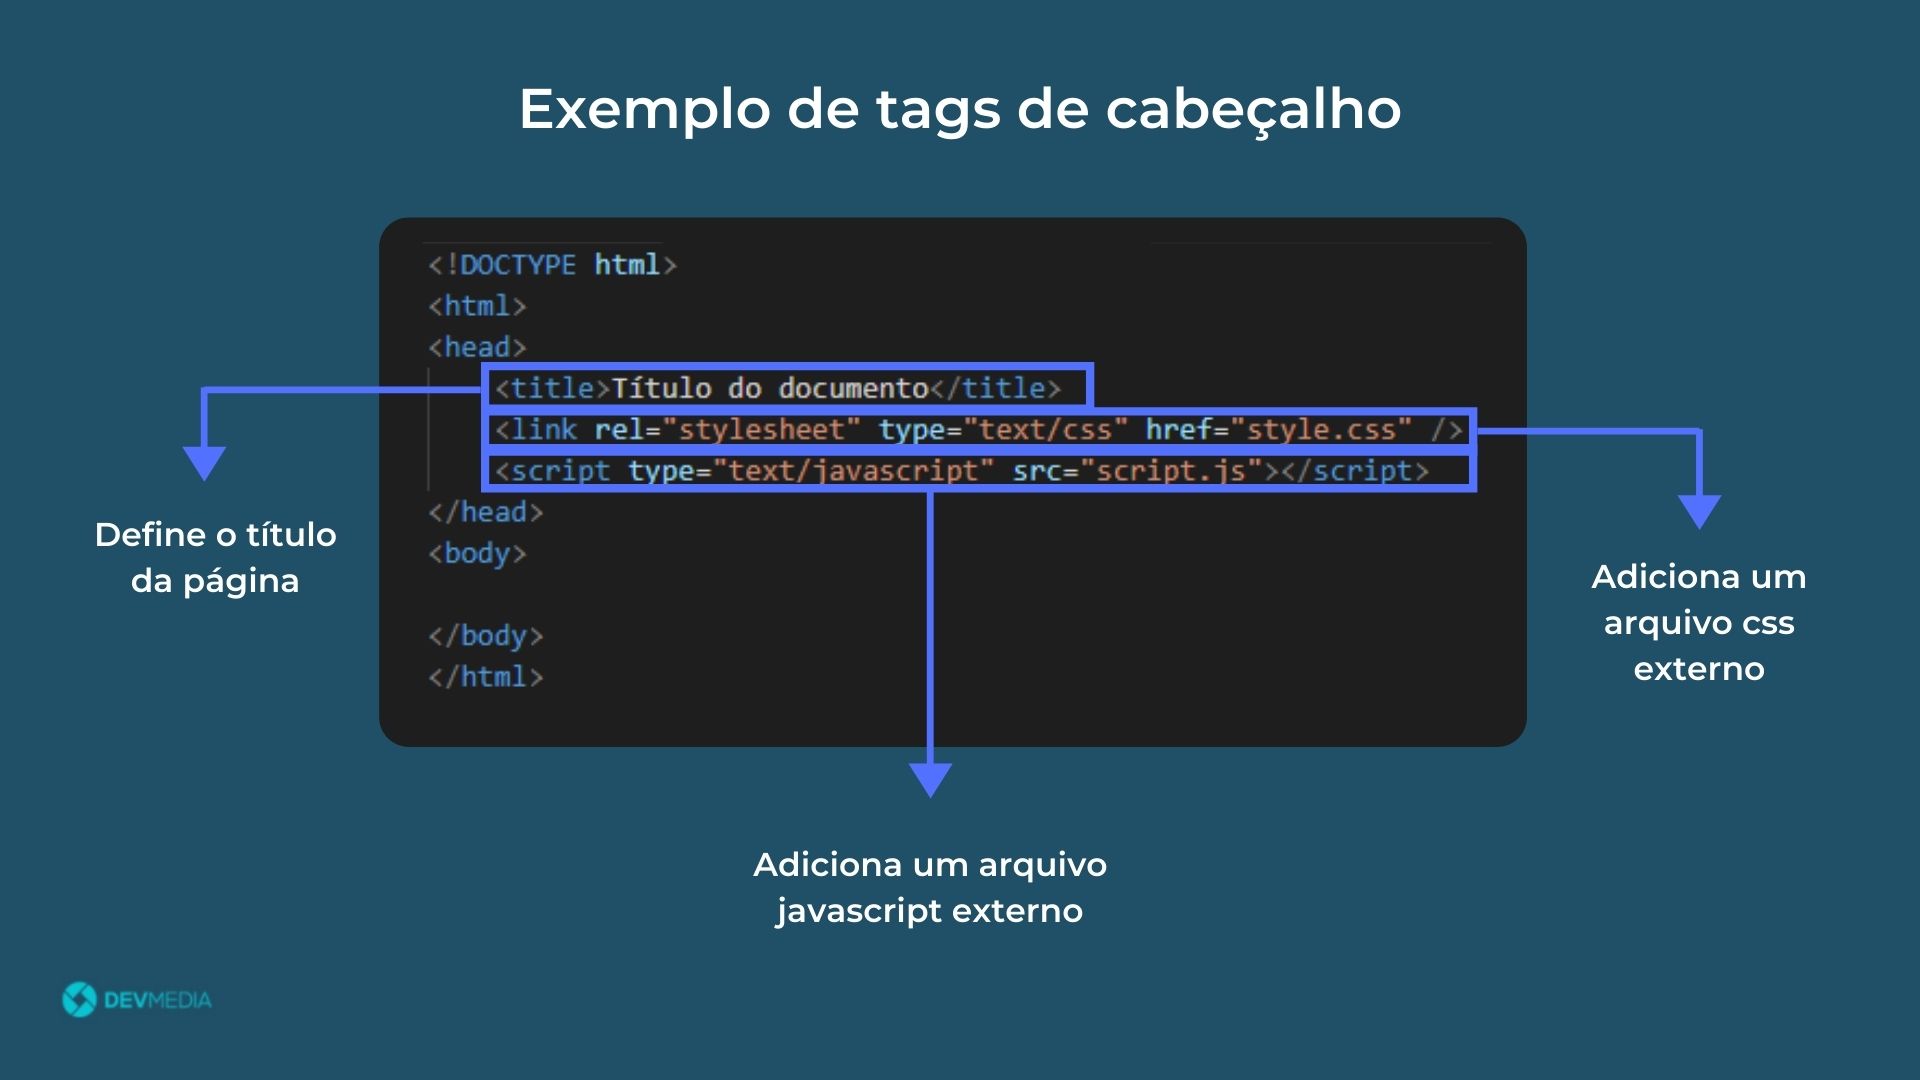 Exemplo de tags de cabeçalho
<!DOCTYPE html>
<html>
<head>
<title>Título do documento</title>
<link rel="stylesheet" type="text/css" href="style.css" />
<script type="text/javascript" src="script.js"></script>
</head>
<body>
</body>
</html>
Define o título
da página
Adiciona um
arquivo css
externo
Adiciona um arquivo
javascript externo
DEVMEDIA